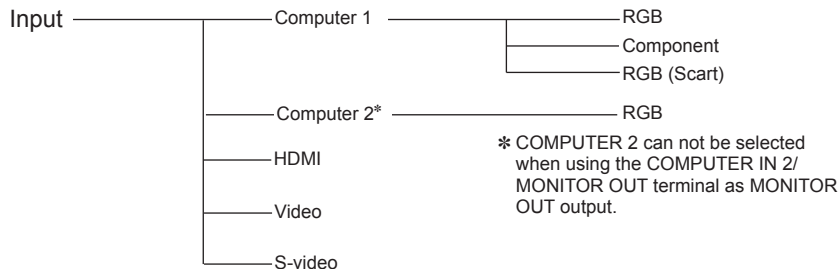 Input
Computer 1
RGB
Component
RGB (Scart)
Computer 2*
RGB
HDMI
Video
S-video
✽ COMPUTER 2 can not be selected
when using the COMPUTER IN 2/
MONITOR OUT terminal as MONITOR
OUT output.